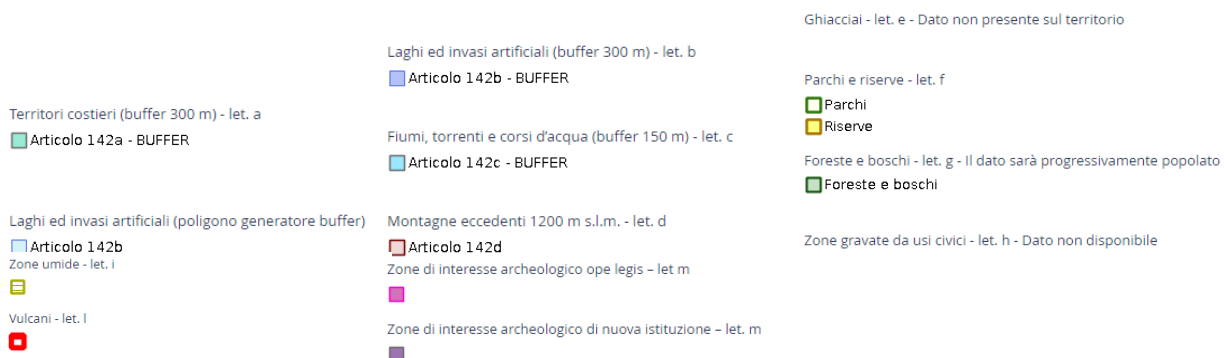 Territori costieri (buffer 300 m) - let. a
Articolo 142a - BUFFER
Laghi ed invasi artificiali (poligono generatore buffer)
Articolo 142b
Zone umide - let. i
Vulcani - let. l
Laghi ed invasi artificiali (buffer 300 m) - let. b
Articolo 142b - BUFFER
Fiumi, torrenti e corsi d’acqua (buffer 150 m) - let. c
Articolo 142c - BUFFER
Montagne eccedenti 1200 m s.l.m. - let. d
Articolo 142d
Zone di interesse archeologico ope legis – let m
Zone di interesse archeologico di nuova istituzione – let. m
Ghiacciai - let. e - Dato non presente sul territorio
Parchi e riserve - let. f
Parchi
Riserve
Foreste e boschi - let. g - Il dato sarà progressivamente popolato
Foreste e boschi
Zone gravate da usi civici - let. h - Dato non disponibile